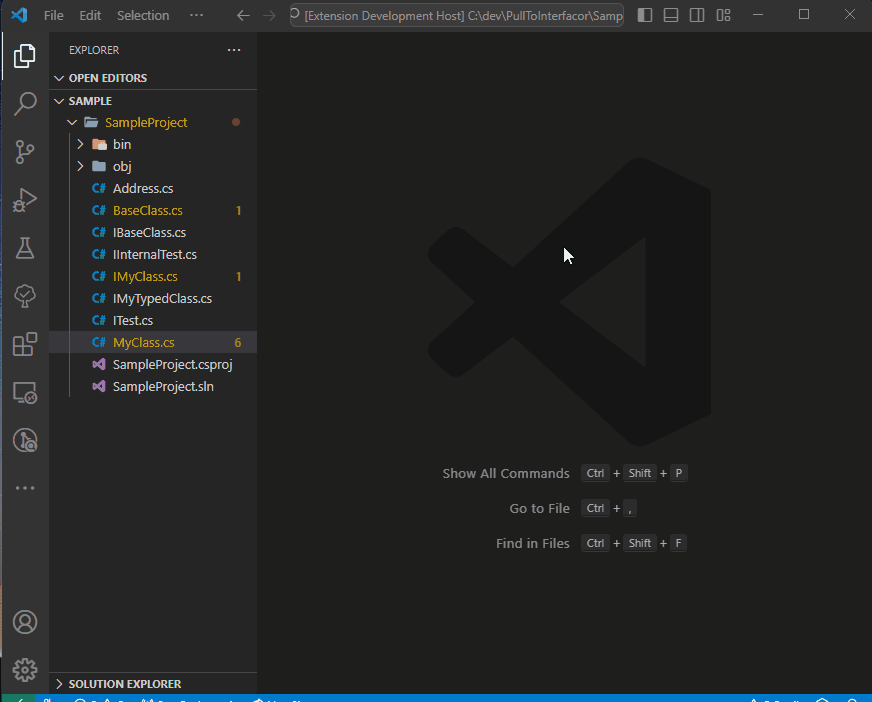 File Edit Selection ··· [Extension Development Host] C:\dev\PullToInterfacor\Samp
EXPLORER ···
OPEN EDITORS
SAMPLE
SampleProject
bin
obj
C# Address.cs
C# BaseClass.cs 1
C# IBaseClass.cs
C# IInternalTest.cs
C# IMyClass.cs 1
C# IMyTypedClass.cs
C# ITest.cs
C# MyClass.cs 6
SampleProject.csproj
SampleProject.sln
Show All Commands Ctrl + Shift + P
Go to File Ctrl + ,
Find in Files Ctrl + Shift + F
SOLUTION EXPLORER